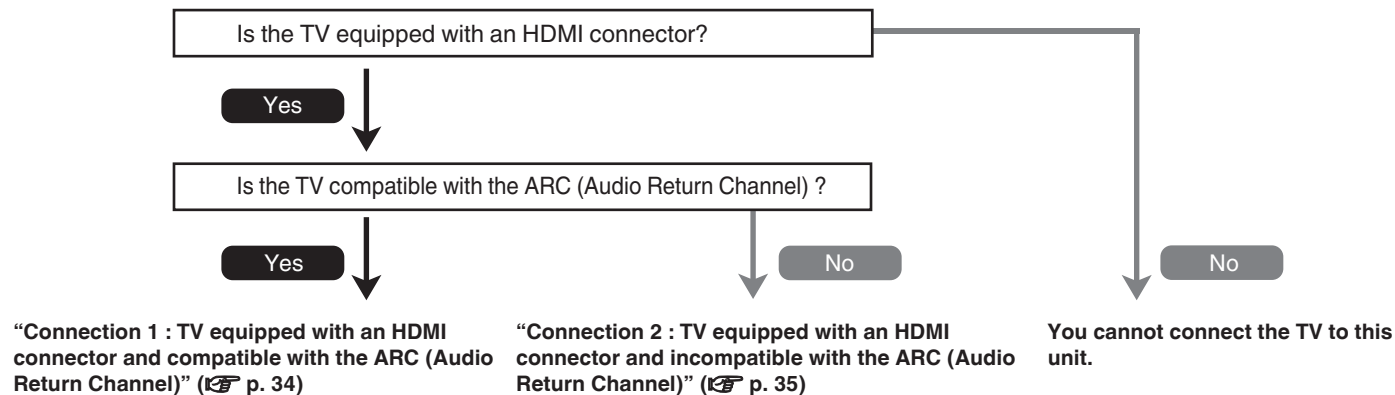 Is the TV equipped with an HDMI connector?
Yes
Is the TV compatible with the ARC (Audio Return Channel) ?
Yes
No
No
“Connection 1 : TV equipped with an HDMI
connector and compatible with the ARC (Audio
Return Channel)” (☞ p. 34)
“Connection 2 : TV equipped with an HDMI
connector and incompatible with the ARC (Audio
Return Channel)” (☞ p. 35)
You cannot connect the TV to this
unit.